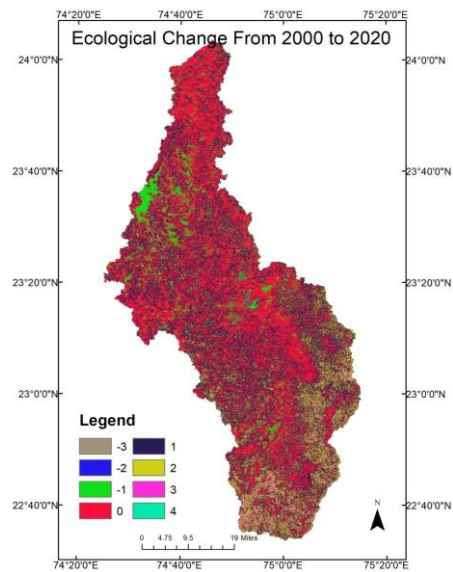 74°20'0"E 74°40'0"E 75°0'0"E 75°20'0"E
Ecological Change From 2000 to 2020
24°0'0"N 24°0'0"N
23°40'0"N 23°40'0"N
23°20'0"N 23°20'0"N
23°0'0"N 23°0'0"N
Legend
-3 1
-2 2
-1 3
0 4
22°40'0"N 22°40'0"N
N
0 4.75 9.5 19 Miles
74°20'0"E 74°40'0"E 75°0'0"E 75°20'0"E